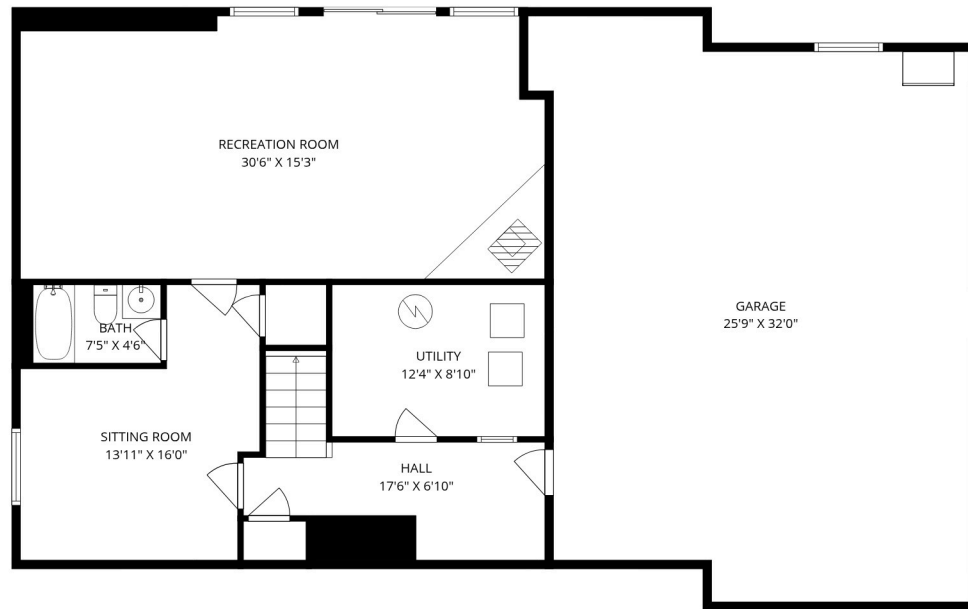 RECREATION ROOM
30'6" X 15'3"
GARAGE
25'9" X 32'0"
BATH
7'5" X 4'6"
UTILITY
12'4" X 8'10"
SITTING ROOM
13'11" X 16'0"
HALL
17'6" X 6'10"